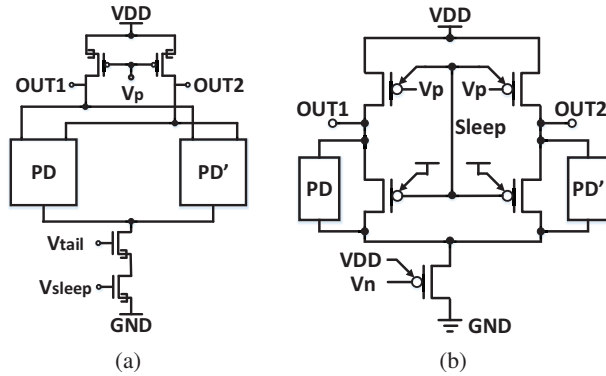 VDD
OUT1
OUT2
Vp
PD
PD'
Vtail
Vsleep
GND
(a)
VDD
Vp
Vp
OUT1
OUT2
Sleep
PD
PD'
VDD
Vn
GND
(b)